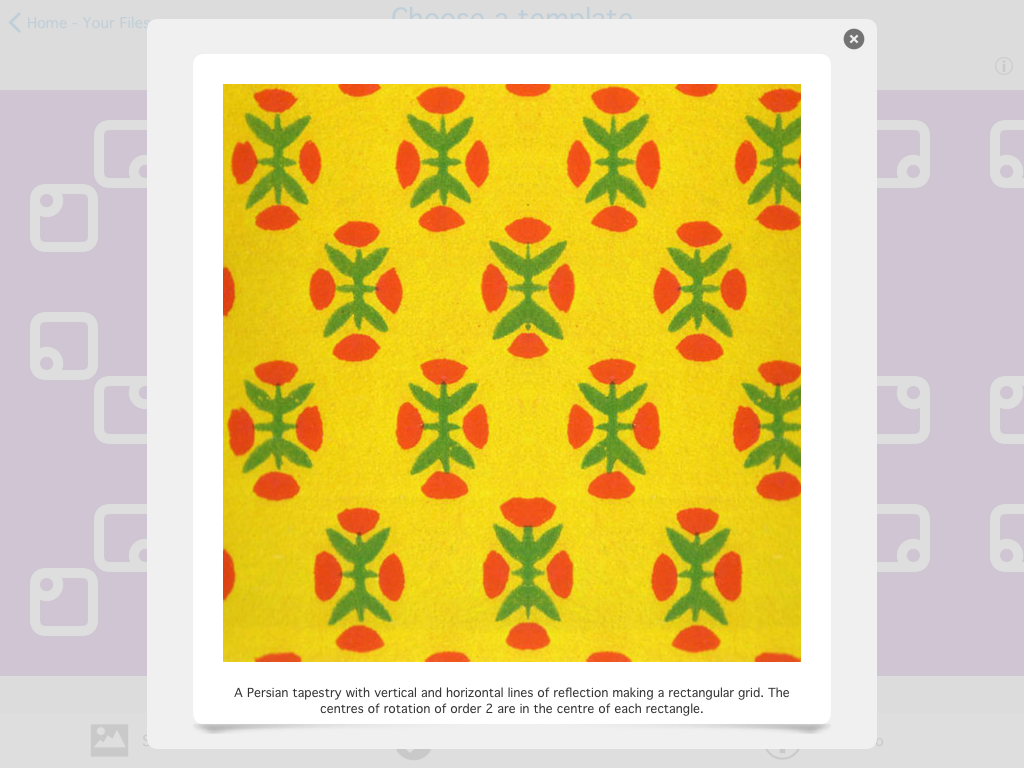 Choose a template
Home - Your Files
A Persian tapestry with vertical and horizontal lines of reflection making a rectangular grid. The
centres of rotation of order 2 are in the centre of each rectangle.